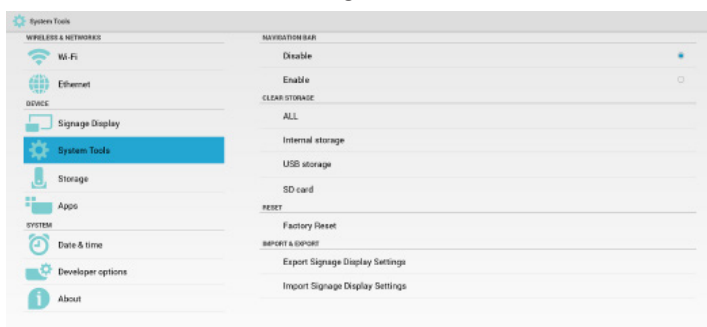 System Tools
WIRELESS & NETWORKS
Wi-Fi
Ethernet
DEVICE
Signage Display
System Tools
Storage
Apps
SYSTEM
Date & time
Developer options
About
NAVIGATION BAR
Disable
Enable
CLEAR STORAGE
ALL
Internal storage
USB storage
SD card
RESET
Factory Reset
IMPORT & EXPORT
Export Signage Display Settings
Import Signage Display Settings